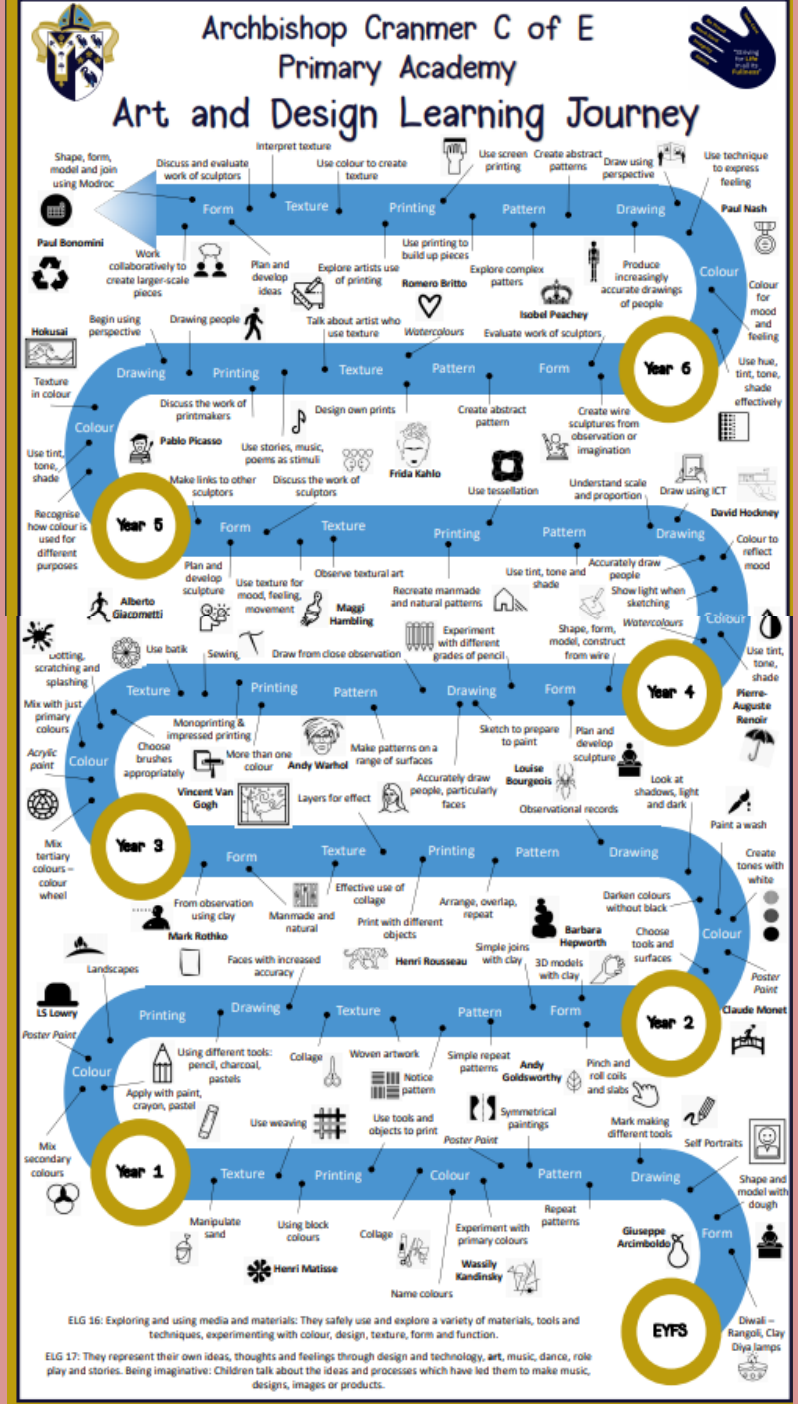 Archbishop Cranmer C of E
Primary Academy
Art and Design Learning Journey
"Striving
for Life
in all its
Fullness"
Shape, form,
model and join
using Modroc
Discuss and evaluate
work of sculptors
Interpret texture
Use colour to create
texture
Use screen
printing
Create abstract
patterns
Draw using
perspective
Use technique
to express
feeling
Form
Texture
Printing
Pattern
Drawing
Paul Nash
Paul Bonomini
Work
collaboratively to
create larger-scale
pieces
Plan and
develop
ideas
Explore artists use
of printing
Use printing to
build up pieces
Romero Britto
Explore complex
patters
Isobel Peachey
Produce
increasingly
accurate drawings
of people
Colour
Colour
for
mood
and
feeling
Use hue,
tint, tone,
shade
effectively
Hokusai
Begin using
perspective
Drawing people
Talk about artist who
use texture
Watercolours
Evaluate work of sculptors
Drawing
Printing
Texture
Pattern
Form
Year 6
Texture
in colour
Colour
Use tint,
tone,
shade
Recognise
how colour is
used for
different
purposes
Discuss the work of
printmakers
Pablo Picasso
Use stories, music,
poems as stimuli
Design own prints
Frida Kahlo
Create abstract
pattern
Create wire
sculptures from
observation or
imagination
Make links to other
sculptors
Discuss the work of
sculptors
Use tessellation
Understand scale
and proportion
Draw using ICT
David Hockney
Year 5
Form
Texture
Printing
Pattern
Drawing
Colour to
reflect
mood
Plan and
develop
sculpture
Use texture for
mood, feeling,
movement
Observe textural art
Recreate manmade
and natural patterns
Use tint, tone and
shade
Accurately draw
people
Show light when
sketching
Watercolours
Colour
Use tint,
tone,
shade
Alberto
Giacometti
Maggi
Hambling
Dotting,
scratching and
splashing
Use batik
Sewing
Draw from close observation
Experiment
with different
grades of pencil
Shape, form,
model, construct
from wire
Texture
Printing
Pattern
Drawing
Form
Year 4
Pierre-
Auguste
Renoir
Mix with just
primary
colours
Acrylic
paint
Colour
Choose
brushes
appropriately
Monoprinting &
impressed printing
More than one
colour
Andy Warhol
Make patterns on a
range of surfaces
Accurately draw
people, particularly
faces
Sketch to prepare
to paint
Louise
Bourgeois
Plan and
develop
sculpture
Mix
tertiary
colours –
colour
wheel
Vincent Van
Gogh
Layers for effect
Observational records
Look at
shadows, light
and dark
Paint a wash
Year 3
Form
Texture
Printing
Pattern
Drawing
Create
tones with
white
From observation
using clay
Mark Rothko
Manmade and
natural
Effective use of
collage
Print with different
objects
Arrange, overlap,
repeat
Darken colours
without black
Colour
Choose
tools and
surfaces
Poster
Paint
Barbara
Hepworth
Landscapes
Faces with increased
accuracy
Henri Rousseau
Simple joins
with clay
3D models
with clay
LS Lowry
Printing
Drawing
Texture
Pattern
Form
Year 2
Claude Monet
Poster Paint
Colour
Using different tools:
pencil, charcoal,
pastels
Apply with paint,
crayon, pastel
Collage
Woven artwork
Notice
pattern
Simple repeat
patterns
Andy
Goldsworthy
Pinch and
roll coils
and slabs
Mix
secondary
colours
Use weaving
Use tools and
objects to print
Poster Paint
Symmetrical
paintings
Mark making
different tools
Self Portraits
Year 1
Texture
Printing
Colour
Pattern
Drawing
Shape and
model with
dough
Manipulate
sand
Using block
colours
Henri Matisse
Collage
Name colours
Experiment with
primary colours
Wassily
Kandinsky
Repeat
patterns
Giuseppe
Arcimboldo
Form
EYFS
Diwali –
Rangoli, Clay
Diya lamps
ELG 16: Exploring and using media and materials: They safely use and explore a variety of materials, tools and
techniques, experimenting with colour, design, texture, form and function.
ELG 17: They represent their own ideas, thoughts and feelings through design and technology, art, music, dance, role
play and stories. Being imaginative: Children talk about the ideas and processes which have led them to make music,
designs, images or products.